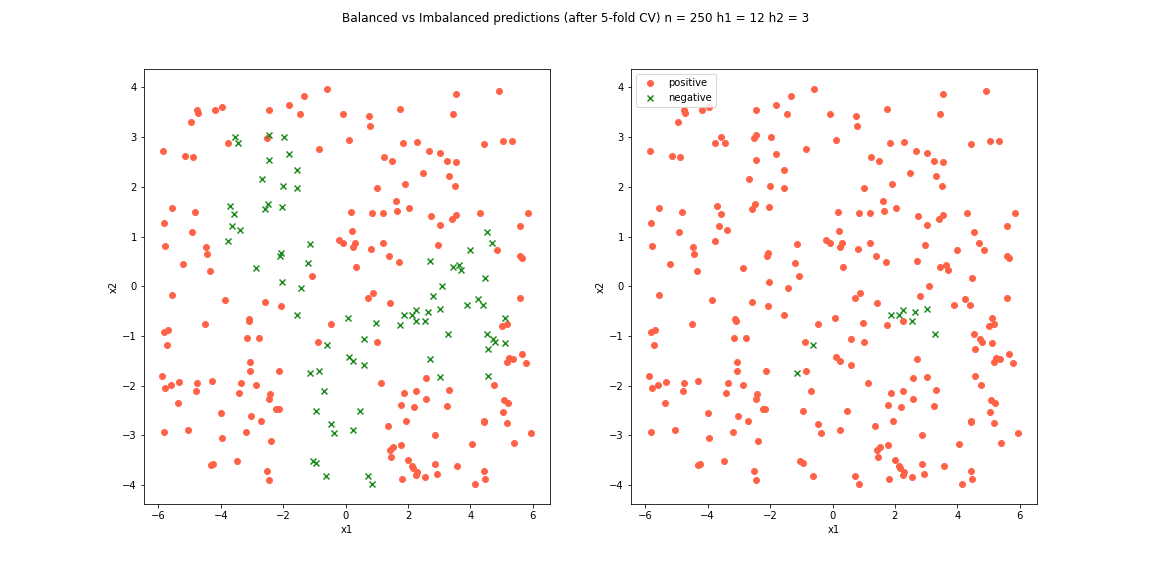 Balanced vs Imbalanced predictions (after 5-fold CV) n = 250 h1 = 12 h2 = 3
4
3
2
1
0
−1
−2
−3
−4
x2
−6 −4 −2 0 2 4 6
x1
positive
negative
4
3
2
1
0
−1
−2
−3
−4
x2
−6 −4 −2 0 2 4 6
x1